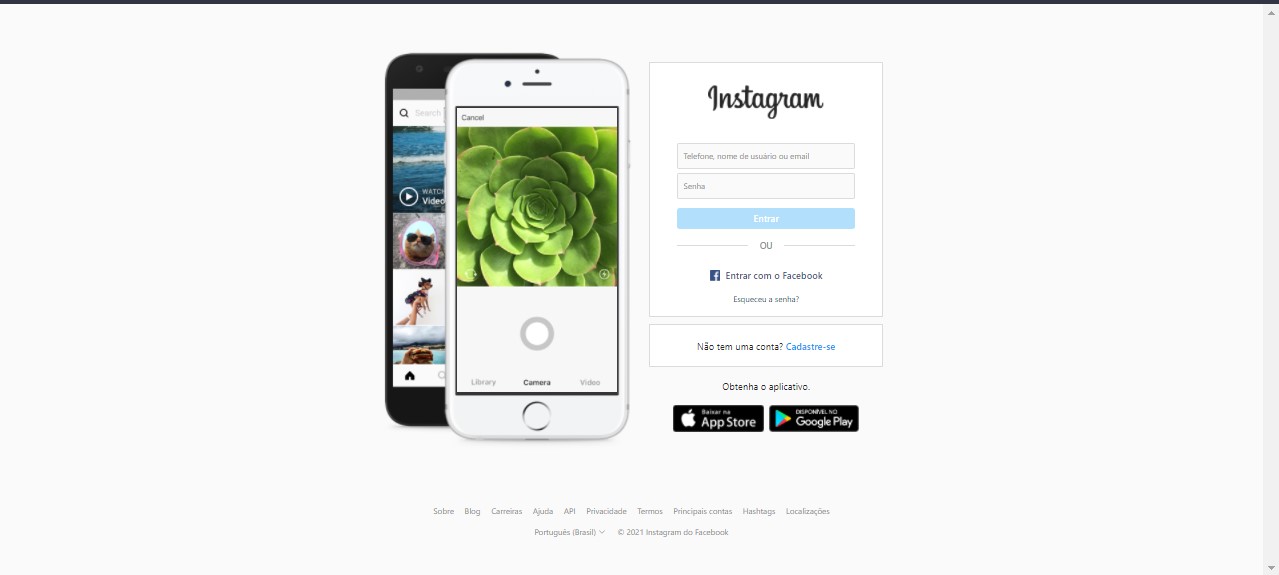 Search
WATCH
Video
Cancel
Library Camera Video
Instagram
Telefone, nome de usuário ou email
Senha
Entrar
OU
Entrar com o Facebook
Esqueceu a senha?
Não tem uma conta? Cadastre-se
Obtenha o aplicativo.
Baixar na
App Store
DISPONÍVEL NO
Google Play
Sobre Blog Carreiras Ajuda API Privacidade Termos Principais contas Hashtags Localizações
Português (Brasil) © 2021 Instagram do Facebook